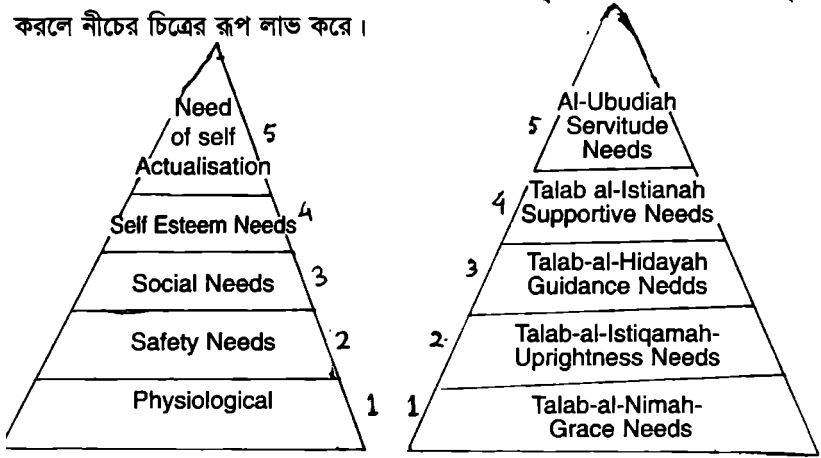 করলে নীচের চিত্রের রূপ লাভ করে।
Need
of self
Actualisation
5
Self Esteem Needs
4
Social Needs
3
Safety Needs
2
Physiological
1
Al-Ubudiah
Servitude
Needs
5
Talab al-Istianah
Supportive Needs
4
Talab-al-Hidayah
Guidance Nedds
3
Talab-al-Istiqamah-
Uprightness Needs
2.
Talab-al-Nimah-
Grace Needs
1